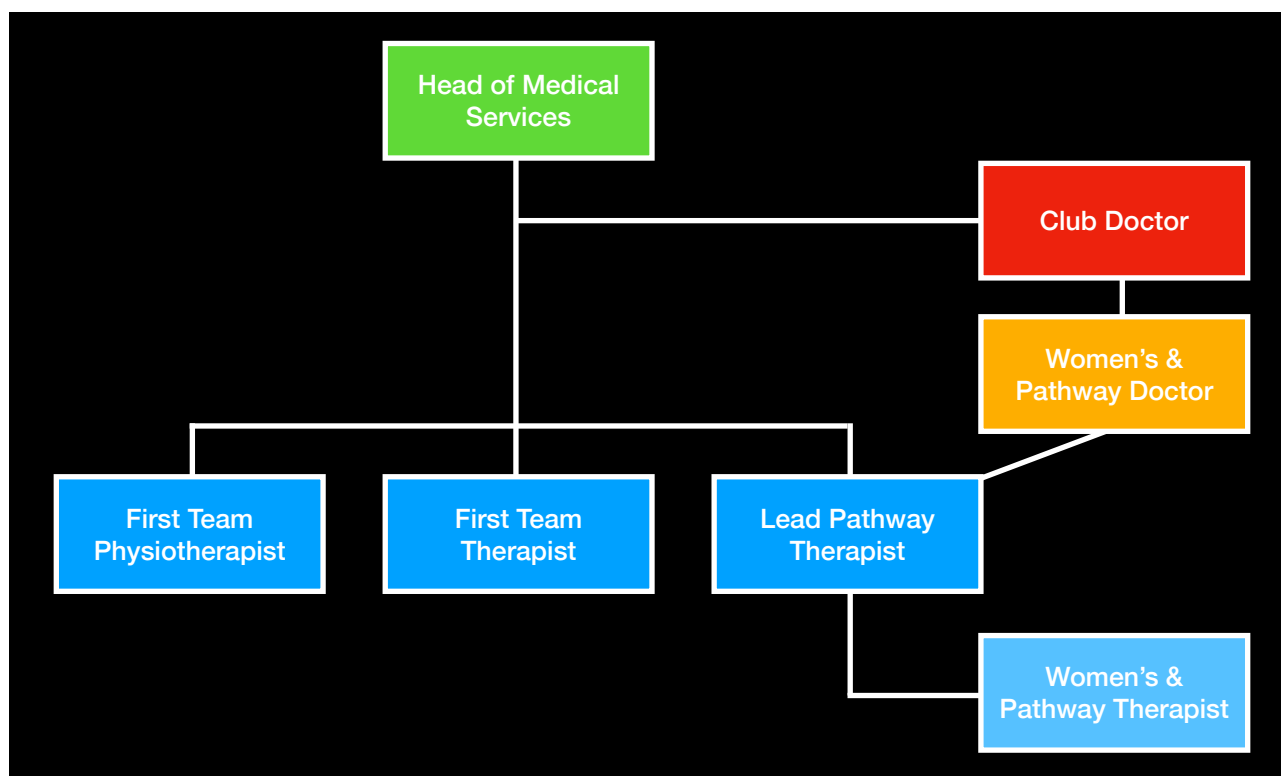 Head of Medical
Services
Club Doctor
Women’s &
Pathway Doctor
First Team
Physiotherapist
First Team
Therapist
Lead Pathway
Therapist
Women’s &
Pathway Therapist